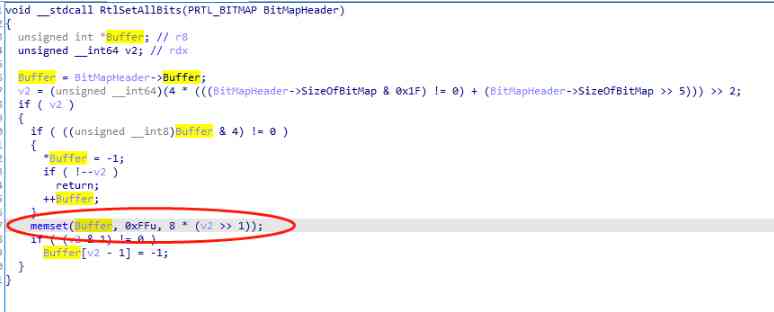 void __stdcall RtlSetAllBits(PRTL_BITMAP BitMapHeader)
{
unsigned int *Buffer; // r8
unsigned __int64 v2; // rdx
Buffer = BitMapHeader->Buffer;
v2 = (unsigned __int64)(4 * (((BitMapHeader->SizeOfBitMap & 0x1F) != 0) + (BitMapHeader->SizeOfBitMap >> 5))) >> 2;
if ( v2 )
{
if ( ((unsigned __int8)Buffer & 4) != 0 )
{
*Buffer = -1;
if ( !--v2 )
return;
++Buffer;
}
memset(Buffer, 0xFFu, 8 * (v2 >> 1));
if ( (v2 & 1) != 0 )
Buffer[v2 - 1] = -1;
}
}